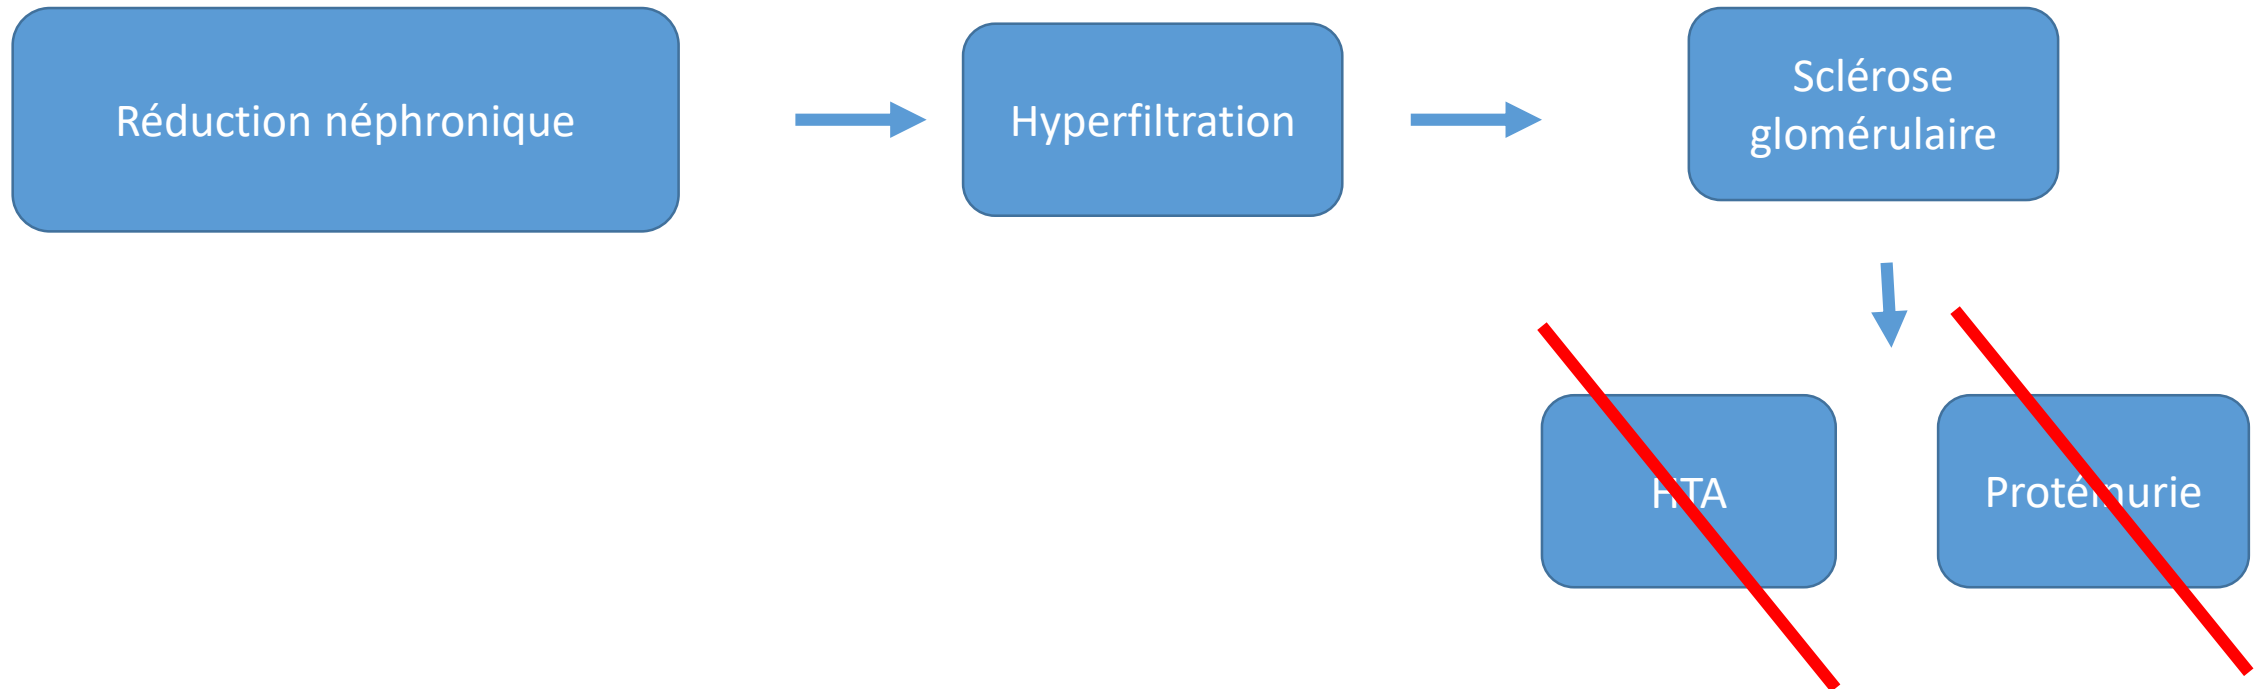 Réduction néphronique
Hyperfiltration
Sclérose
glomérulaire
HTA
Protéinurie